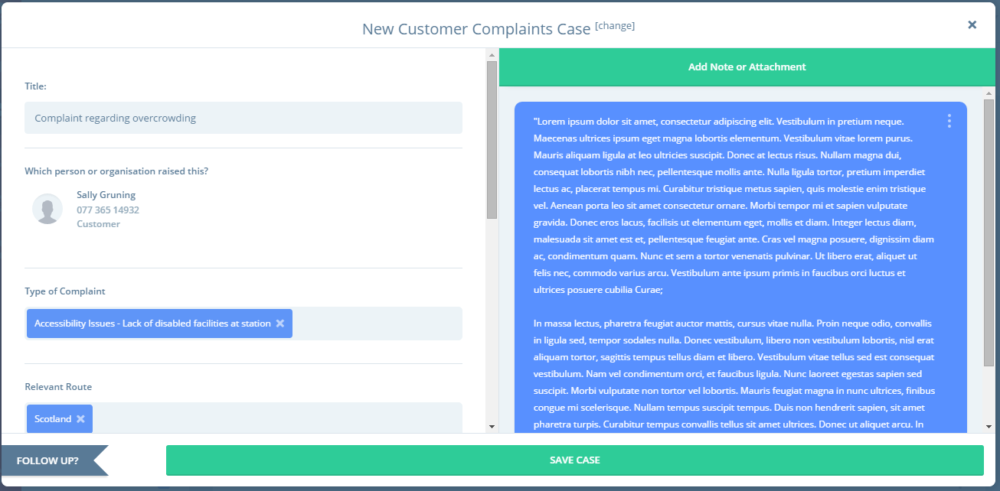 New Customer Complaints Case [change]
Title:
Complaint regarding overcrowding
Which person or organisation raised this?
Sally Gruning
077 365 14932
Customer
Type of Complaint
Accessibility Issues - Lack of disabled facilities at station
Relevant Route
Scotland
FOLLOW UP?
Add Note or Attachment
"Lorem ipsum dolor sit amet, consectetur adipiscing elit. Vestibulum in pretium neque.
Maecenas ultrices ipsum eget magna lobortis elementum. Vestibulum vitae lorem purus.
Mauris aliquam ligula at leo ultricies suscipit. Donec at lectus risus. Nullam magna dui,
consequat lobortis nibh nec, pellentesque mollis ante. Nulla ligula tortor, pretium imperdiet
lectus ac, placerat tempus mi. Curabitur tristique metus sapien, quis molestie enim tristique
vel. Aenean porta leo sit amet consectetur ornare. Morbi tempor mi et sapien vulputate
gravida. Donec eros lacus, facilisis ut elementum eget, mollis et diam. Integer lectus diam,
malesuada sit amet est et, pellentesque feugiat ante. Cras vel magna posuere, dignissim diam
ac, condimentum quam. Nunc et sem a tortor venenatis pulvinar. Ut libero erat, aliquet ut
felis nec, commodo varius arcu. Vestibulum ante ipsum primis in faucibus orci luctus et
ultrices posuere cubilia Curae;
In massa lectus, pharetra feugiat auctor mattis, cursus vitae nulla. Proin neque odio, convallis
in ligula sed, tempor sodales nulla. Donec vestibulum, libero non vestibulum lobortis, nisl erat
aliquam tortor, sagittis tempus tellus diam et libero. Vestibulum vitae tellus sed est consequat
vestibulum. Nam vel condimentum orci, et faucibus ligula. Nunc laoreet egestas sapien sed
suscipit. Morbi vulputate non tortor vel lobortis. Mauris feugiat magna in nunc ultrices, finibus
congue mi scelerisque. Nullam tempus suscipit tempus. Duis non hendrerit sapien, sit amet
pharetra turpis. Curabitur tempus convallis tellus sit amet ultrices. Donec ut aliquet arcu. In
SAVE CASE